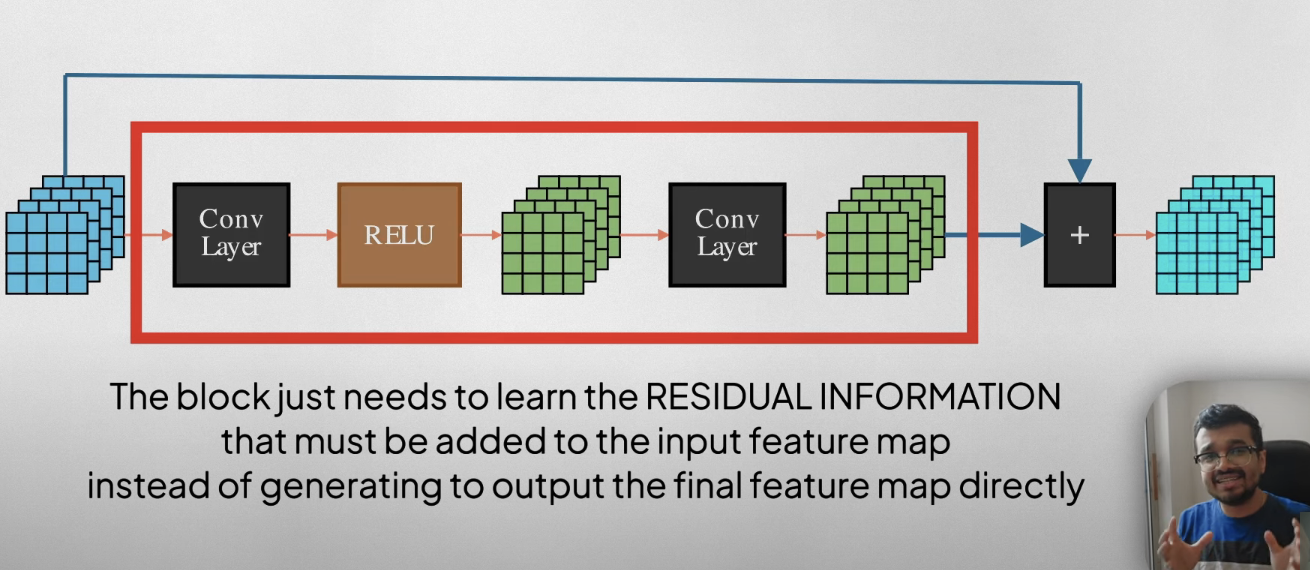 Conv
Layer
RELU
Conv
Layer
+
The block just needs to learn the RESIDUAL INFORMATION
that must be added to the input feature map
instead of generating to output the final feature map directly